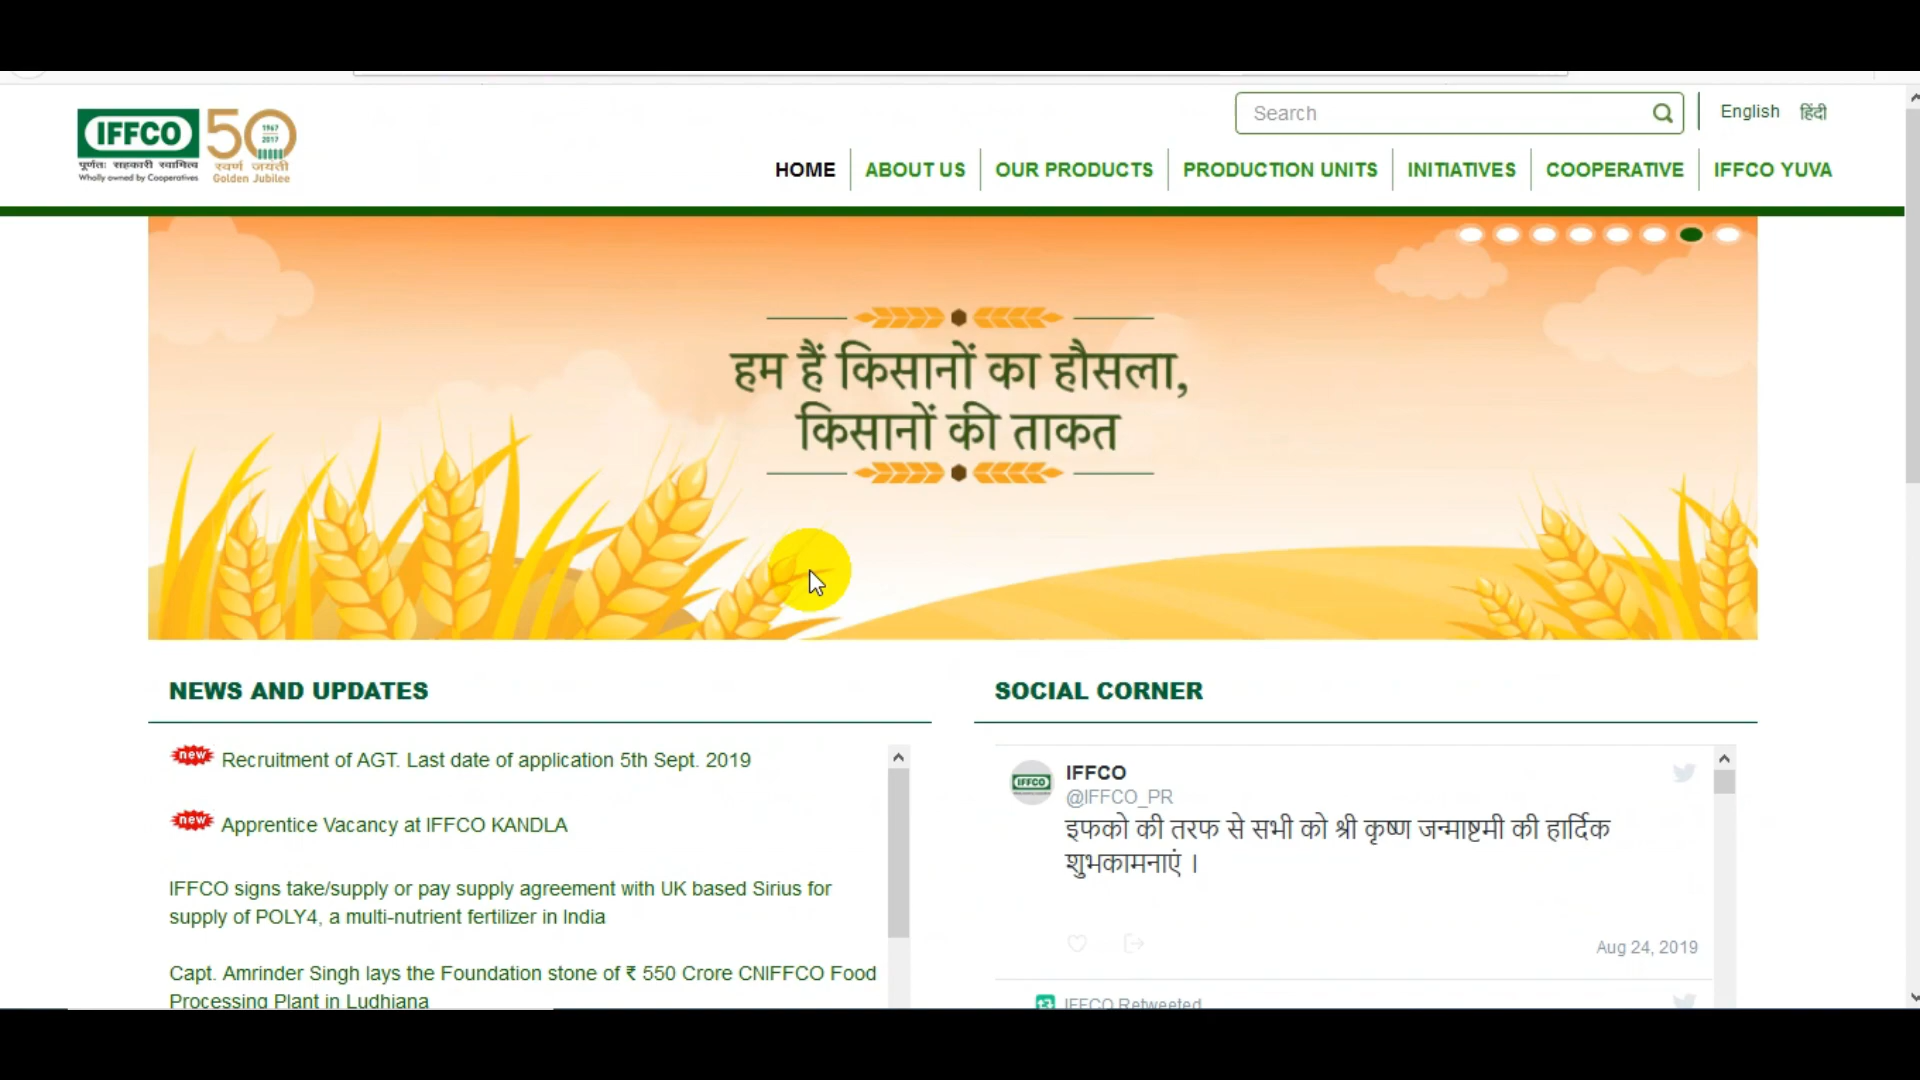 Search
English हिंदी
IFFCO
पूर्णतः सहकारी स्वामित्व
Wholly owned by Cooperatives
50
1967
2017
स्वर्ण जयंती
Golden Jubilee
HOME ABOUT US OUR PRODUCTS PRODUCTION UNITS INITIATIVES COOPERATIVE IFFCO YUVA
हम हैं किसानों का हौसला,
किसानों की ताकत
NEWS AND UPDATES
new Recruitment of AGT. Last date of application 5th Sept. 2019
new Apprentice Vacancy at IFFCO KANDLA
IFFCO signs take/supply or pay supply agreement with UK based Sirius for
supply of POLY4, a multi-nutrient fertilizer in India
Capt. Amrinder Singh lays the Foundation stone of ₹ 550 Crore CNIFFCO Food
Processing Plant in Ludhiana
SOCIAL CORNER
IFFCO
IFFCO
@IFFCO_PR
इफको की तरफ से सभी को श्री कृष्ण जन्माष्टमी की हार्दिक
शुभकामनाएं ।
Aug 24, 2019
IFFCO Retweeted